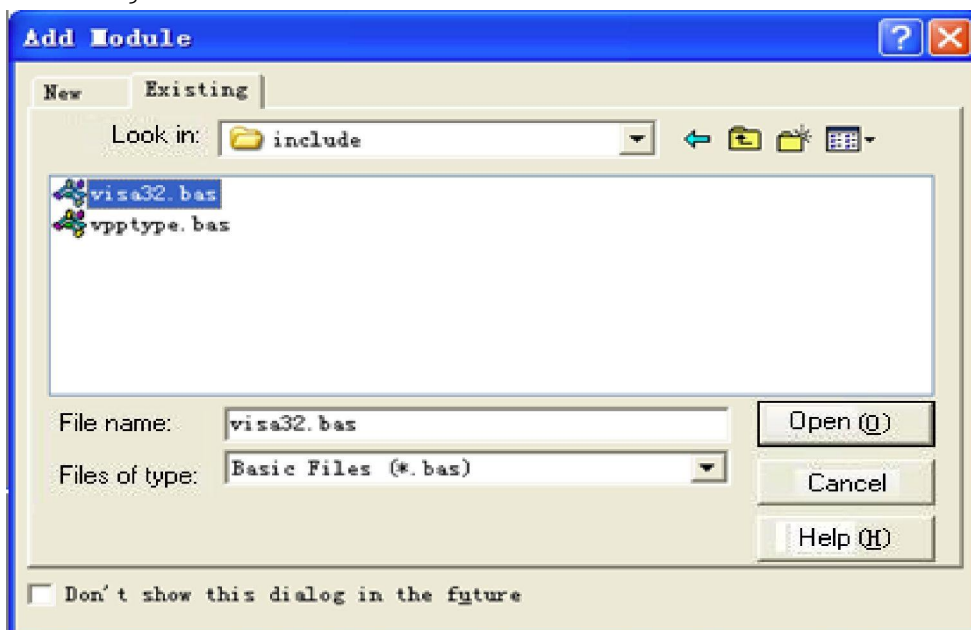 Add Module
New Existing
Look in: include
visa32.bas
vpptype.bas
File name: visa32.bas Open (O)
Files of type: Basic Files (*.bas) Cancel
Help (H)
Don't show this dialog in the future